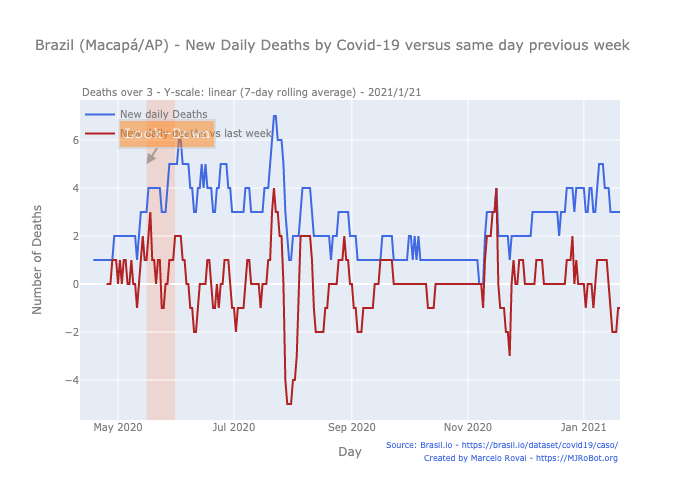 Brazil (Macapá/AP) - New Daily Deaths by Covid-19 versus same day previous week
Deaths over 3 - Y-scale: linear (7-day rolling average) - 2021/1/21
New daily Deaths
New daily deaths vs last week
6
4
2
0
−2
−4
Number of Deaths
May 2020
Jul 2020
Sep 2020
Nov 2020
Jan 2021
Day
Source: Brasil.io - https://brasil.io/dataset/covid19/caso/
Created by Marcelo Rovai - https://MJRoBot.org